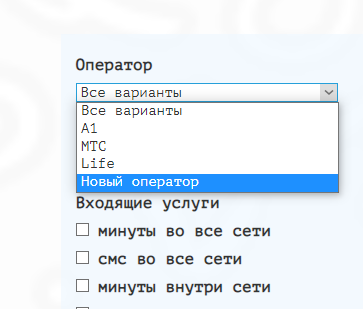 Оператор
Все варианты
Все варианты
A1
МТС
Life
Новый оператор
Входящие услуги
минуты во все сети
смс во все сети
минуты внутри сети